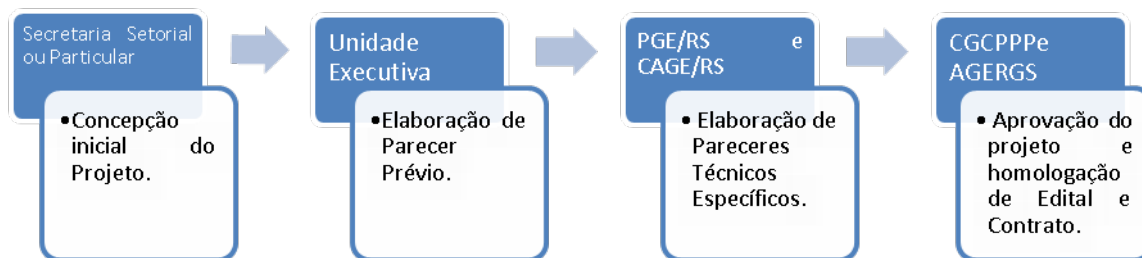 Secretaria Setorial
ou Particular
•Concepção
inicial do
Projeto.
Unidade
Executiva
•Elaboração de
Parecer
Prévio.
PGE/RS e
CAGE/RS
• Elaboração de
Pareceres
Técnicos
Específicos.
CGCPPPe
AGERGS
• Aprovação do
projeto e
homologação
de Edital e
Contrato.